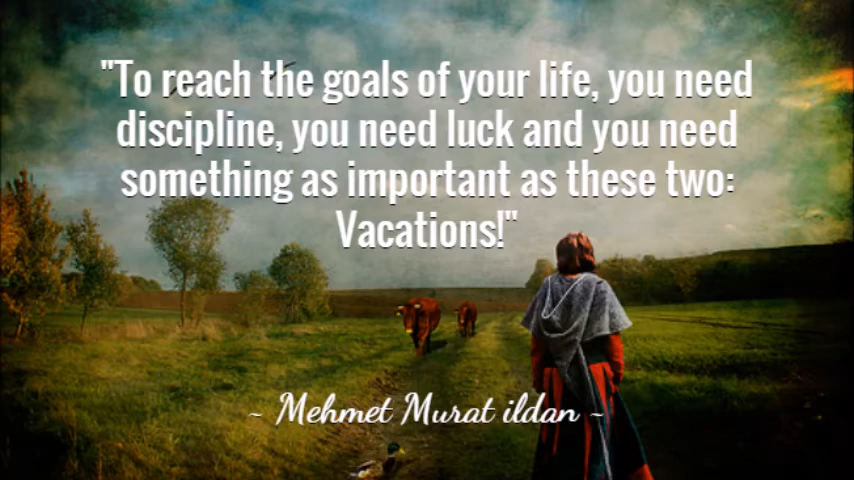 "To reach the goals of your life, you need
discipline, you need luck and you need
something as important as these two:
Vacations!"
~ Mehmet Murat ildan ~